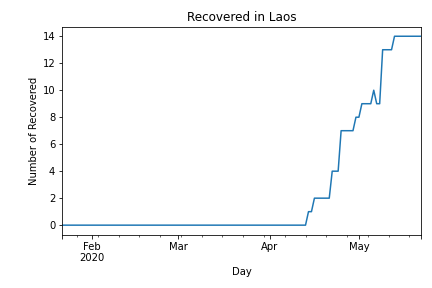 Recovered in Laos
Number of Recovered
14
12
10
8
6
4
2
0
Feb
2020
Mar
Apr
May
Day